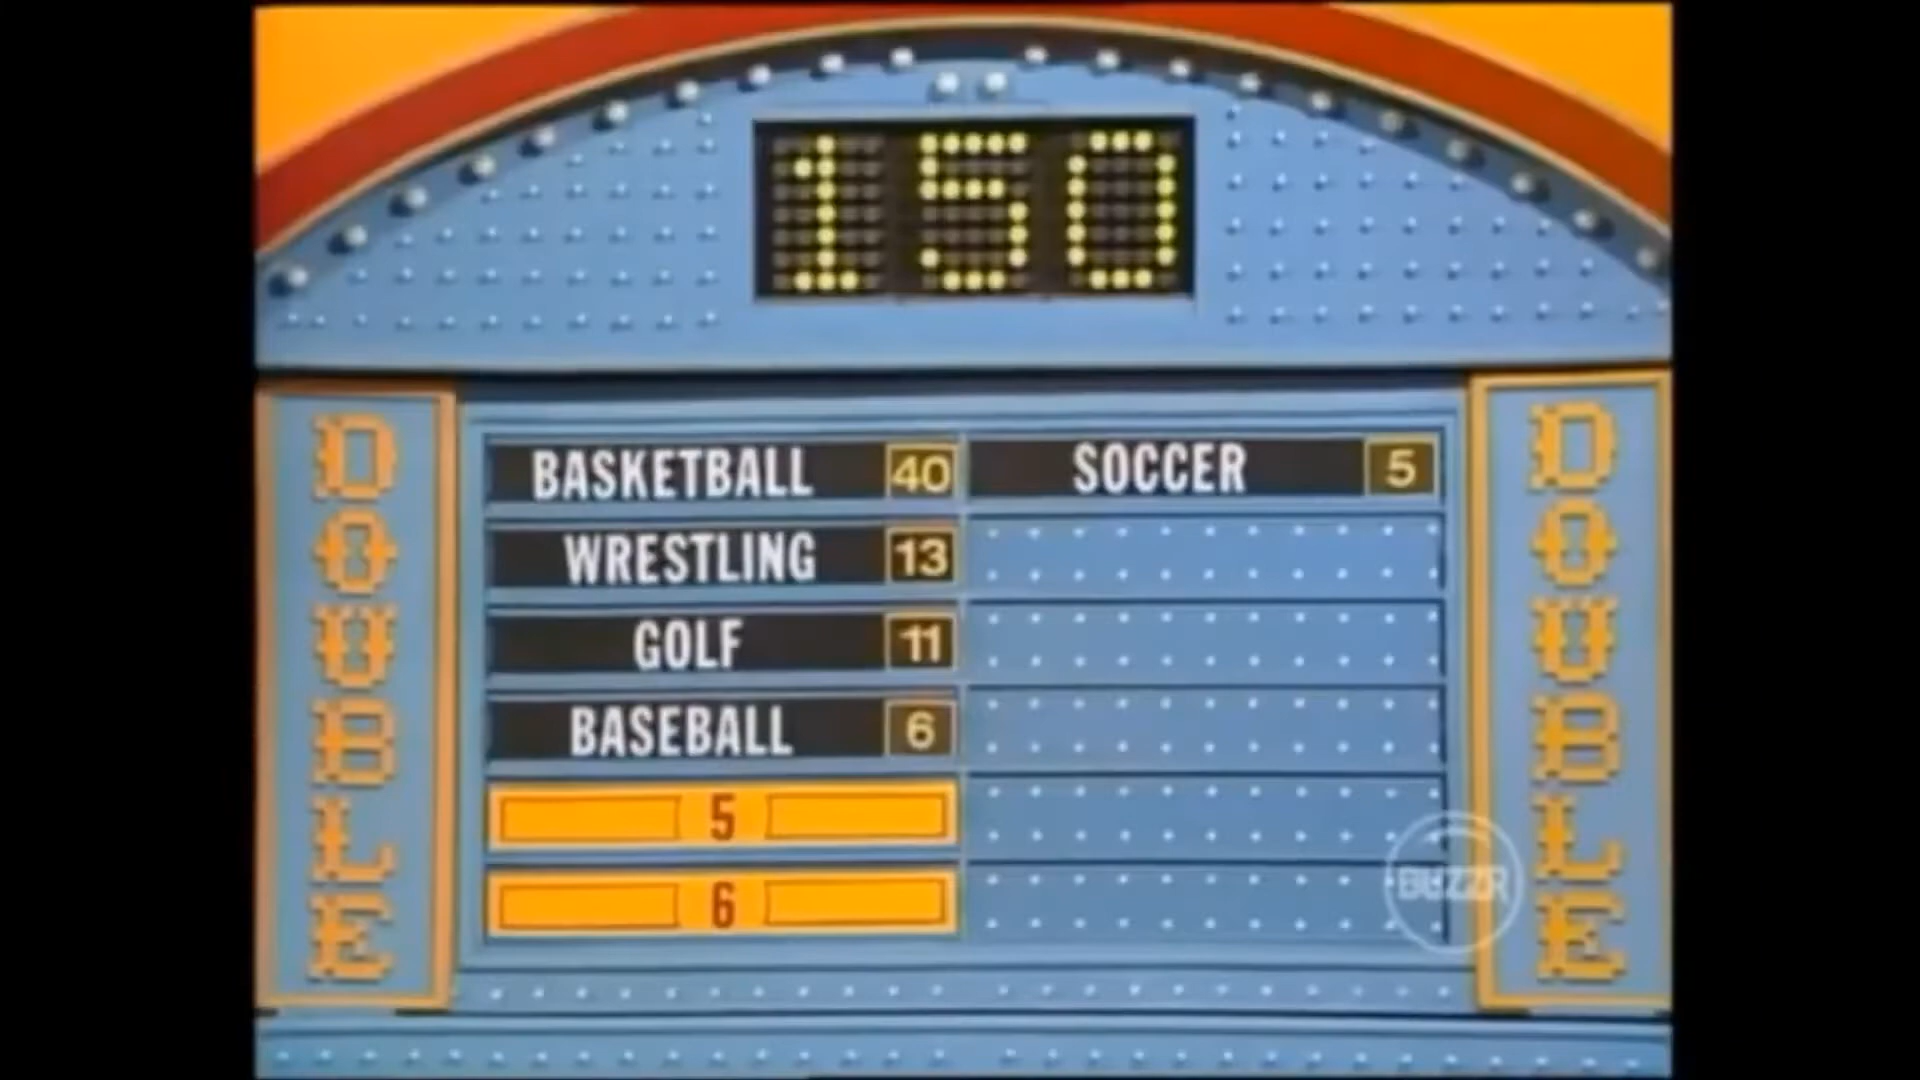 150
DOUBLE
BASKETBALL 40
WRESTLING 13
GOLF 11
BASEBALL 6
5
6
SOCCER 5
DOUBLE
BUZZR